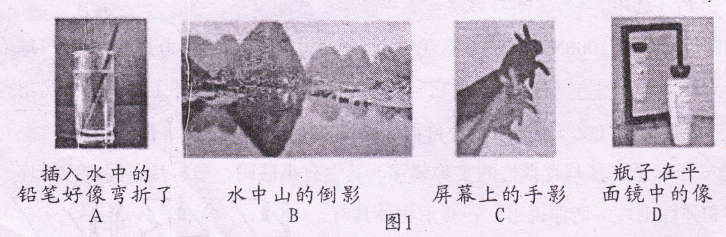 插入水中的
铅笔好像弯折了
A
水中山的倒影
B
屏幕上的手影
C
瓶子在平
面镜中的像
D
图1